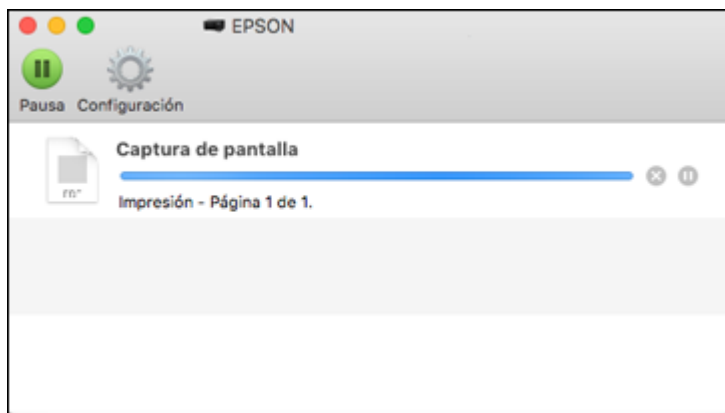 EPSON
Pausa Configuración
Captura de pantalla
Impresión - Página 1 de 1.